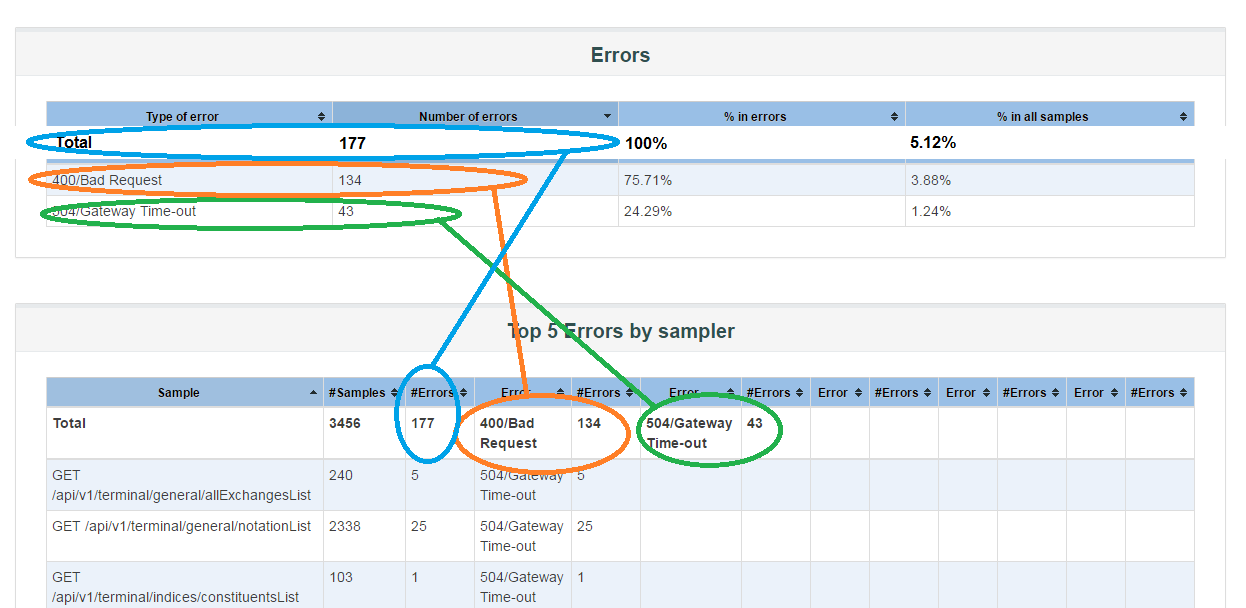 Errors
Type of error Number of errors % in errors % in all samples
Total 177 100% 5.12%
400/Bad Request 134 75.71% 3.88%
504/Gateway Time-out 43 24.29% 1.24%
Top 5 Errors by sampler
Sample #Samples #Errors Error #Errors Error #Errors Error #Errors Error #Errors Error #Errors
Total 3456 177 400/Bad 134 504/Gateway 43
Request Time-out
GET 240 5 504/Gateway 5
/api/v1/terminal/general/allExchangesList Time-out
GET /api/v1/terminal/general/notationList 2338 25 504/Gateway 25
Time-out
GET 103 1 504/Gateway 1
/api/v1/terminal/indices/constituentsList Time-out